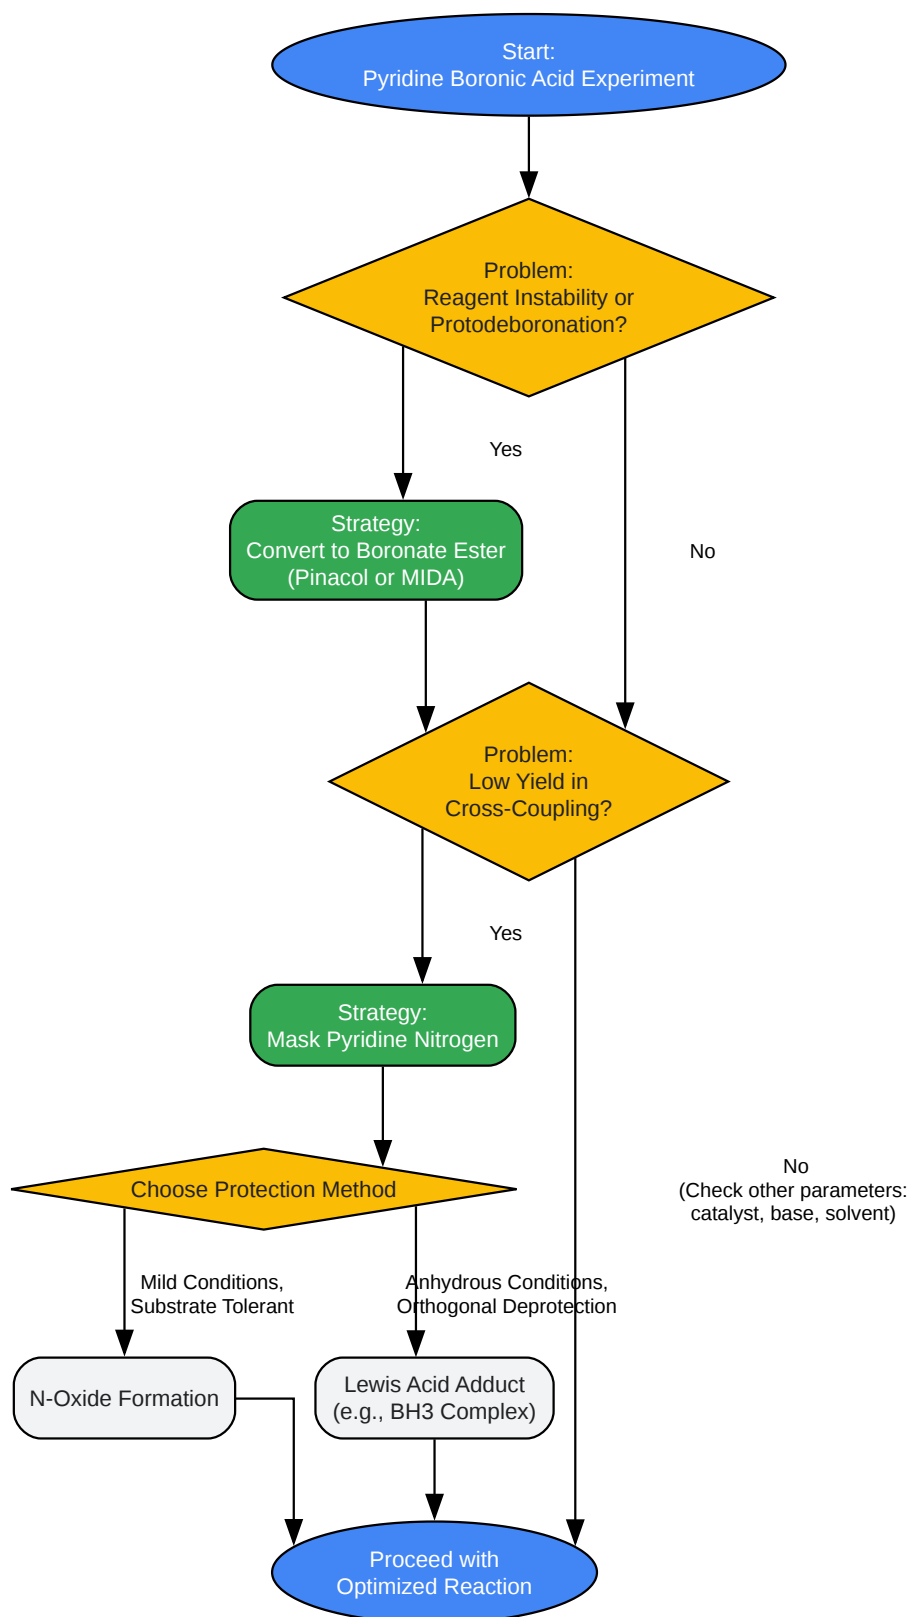 Start:
Pyridine Boronic Acid Experiment
Problem:
Reagent Instability or
Protodeboronation?
Yes
No
Strategy:
Convert to Boronate Ester
(Pinacol or MIDA)
Problem:
Low Yield in
Cross-Coupling?
Yes
Strategy:
Mask Pyridine Nitrogen
No
(Check other parameters:
catalyst, base, solvent)
Choose Protection Method
Mild Conditions,
Substrate Tolerant
Anhydrous Conditions,
Orthogonal Deprotection
N-Oxide Formation
Lewis Acid Adduct
(e.g., BH3 Complex)
Proceed with
Optimized Reaction